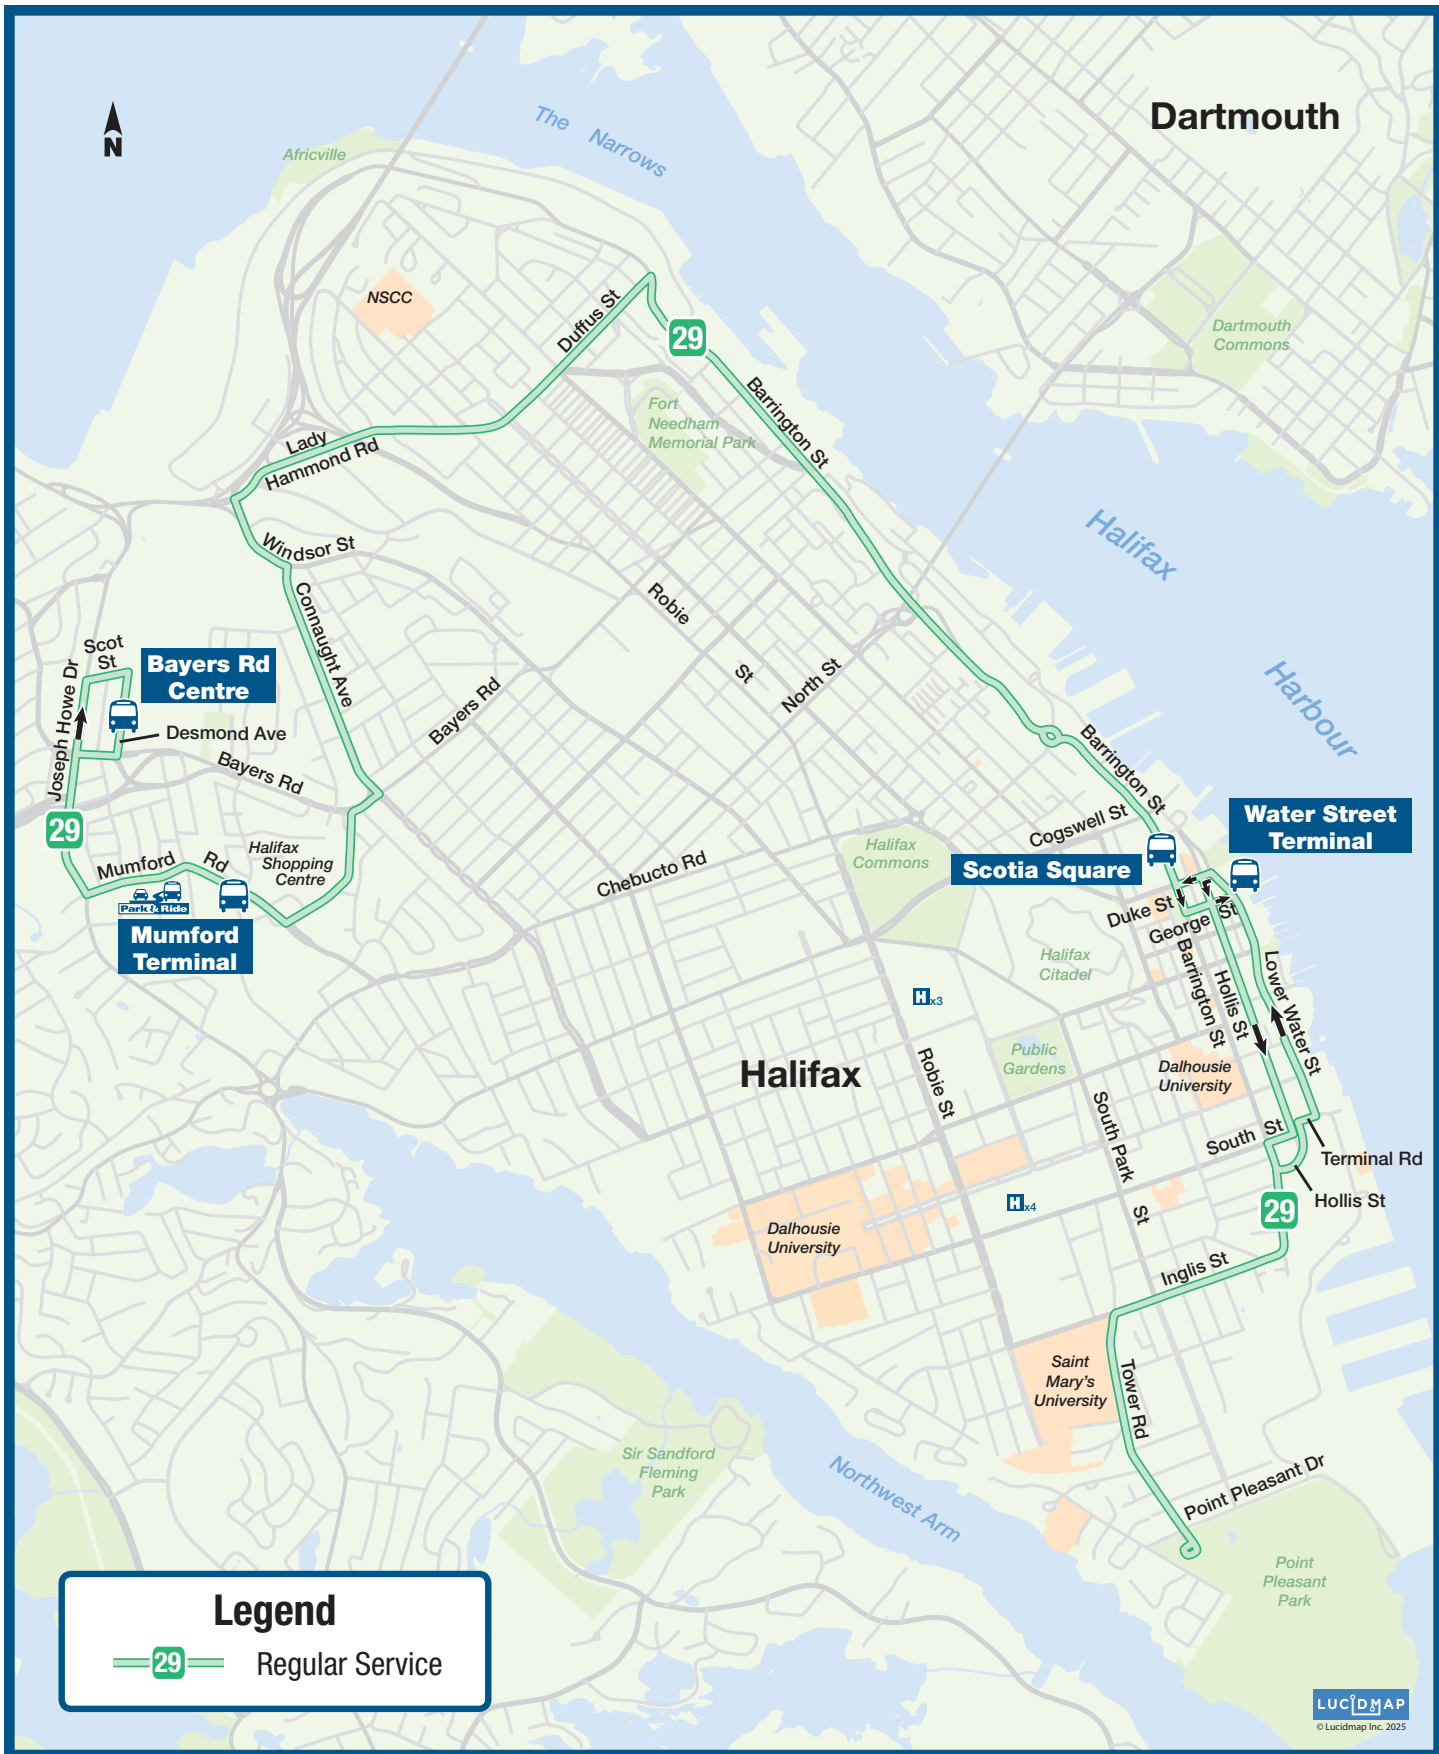 Dartmouth
The Narrows
Africville
N
NSCC
Duffus St
29
Dartmouth
Commons
Barrington St
Fort
Needham
Memorial Park
Lady
Hammond Rd
Halifax
Harbour
Windsor St
Connaught Ave
Robie
St
North St
Bayers Rd
Scot
St
Bayers Rd
Centre
Joseph Howe Dr
Desmond Ave
Bayers Rd
29
Mumford Rd
Halifax
Shopping
Centre
Park & Ride
Mumford
Terminal
Chebucto Rd
Barrington St
Cogswell St
Halifax
Commons
Scotia Square
Water Street
Terminal
Duke St
George St
Halifax
Citadel
Barrington St
Hollis St
Lower Water St
H x3
Public
Gardens
Halifax
Robie St
Dalhousie
University
South Park
St
South St
Terminal Rd
Hollis St
29
H x4
Dalhousie
University
Inglis St
Saint
Mary's
University
Tower Rd
Sir Sandford
Fleming
Park
Northwest Arm
Point Pleasant Dr
Point
Pleasant
Park
Legend
29 Regular Service
LUCIDMAP
© Lucidmap Inc. 2025